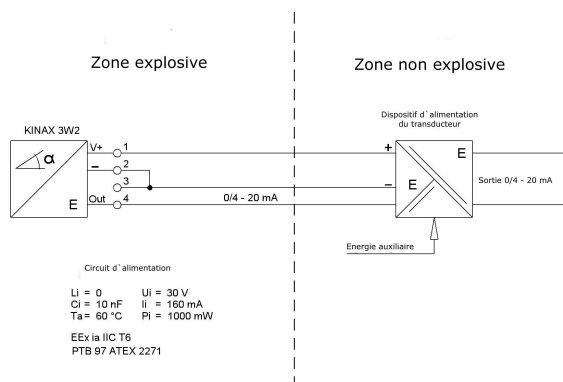 Zone explosive
Zone non explosive
Dispositif d`alimentation
du transducteur
KINAX 3W2
V+ 1
– 2
3
Out 4
α
E
0/4 - 20 mA
+
–
E
E
Sortie 0/4 - 20 mA
Energie auxiliaire
Circuit d`alimentation
Li = 0 Ui = 30 V
Ci = 10 nF Ii = 160 mA
Ta = 60 °C Pi = 1000 mW
EEx ia IIC T6
PTB 97 ATEX 2271